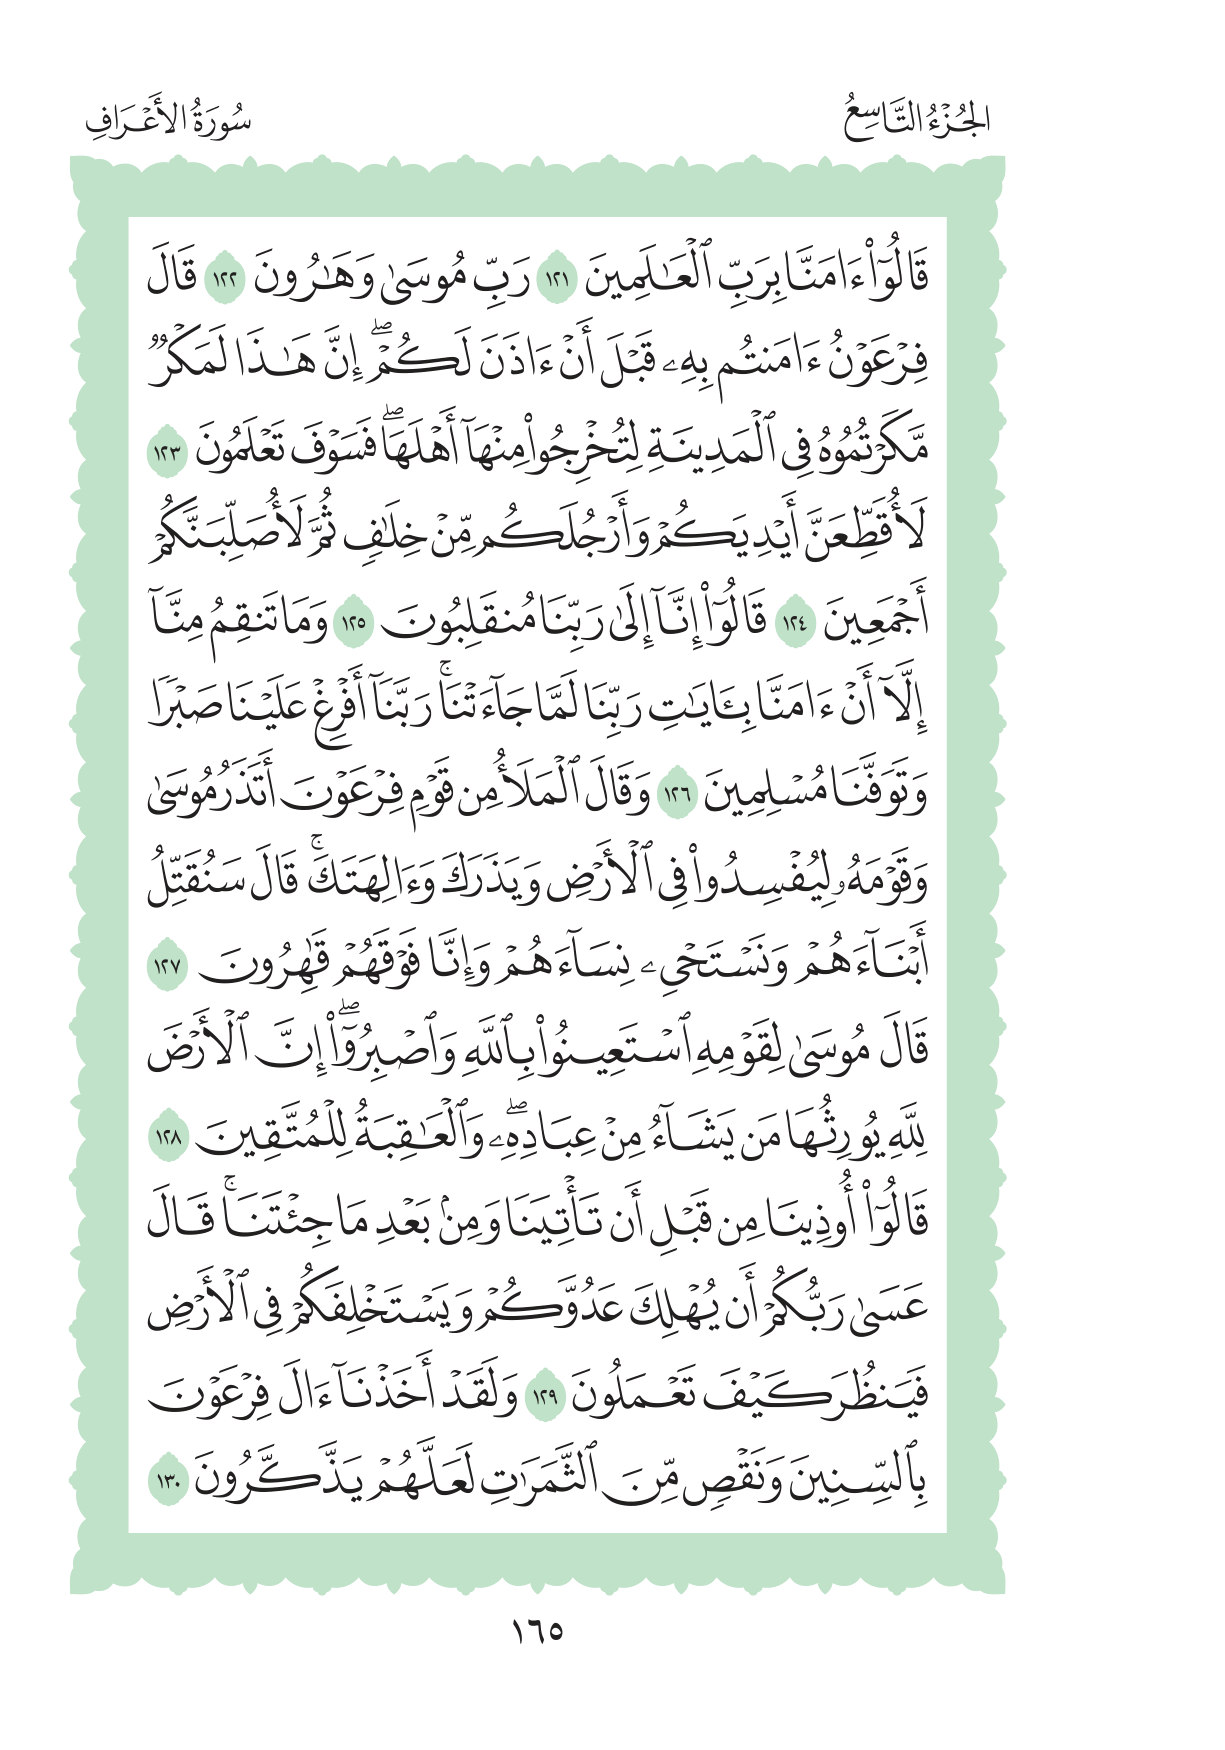 الجُزْءُ التَّاسِعُ
سُورَةُ الأَعْرَافِ
قَالُوٓاْ ءَامَنَّا بِرَبِّ ٱلْعَٰلَمِينَ ١٢١ رَبِّ مُوسَىٰ وَهَٰرُونَ ١٢٢ قَالَ
فِرْعَوْنُ ءَامَنتُم بِهِۦ قَبْلَ أَنْ ءَاذَنَ لَكُمْۖ إِنَّ هَٰذَا لَمَكْرٌ
مَّكَرْتُمُوهُ فِى ٱلْمَدِينَةِ لِتُخْرِجُواْ مِنْهَآ أَهْلَهَاۖ فَسَوْفَ تَعْلَمُونَ ١٢٣
لَأُقَطِّعَنَّ أَيْدِيَكُمْ وَأَرْجُلَكُم مِّنْ خِلَٰفٍ ثُمَّ لَأُصَلِّبَنَّكُمْ
أَجْمَعِينَ ١٢٤ قَالُوٓاْ إِنَّآ إِلَىٰ رَبِّنَا مُنقَلِبُونَ ١٢٥ وَمَا تَنقِمُ مِنَّآ
إِلَّآ أَنْ ءَامَنَّا بِـَٔايَٰتِ رَبِّنَا لَمَّا جَآءَتْنَاۚ رَبَّنَآ أَفْرِغْ عَلَيْنَا صَبْرًا
وَتَوَفَّنَا مُسْلِمِينَ ١٢٦ وَقَالَ ٱلْمَلَأُ مِن قَوْمِ فِرْعَوْنَ أَتَذَرُ مُوسَىٰ
وَقَوْمَهُۥ لِيُفْسِدُواْ فِى ٱلْأَرْضِ وَيَذَرَكَ وَءَالِهَتَكَۚ قَالَ سَنُقَتِّلُ
أَبْنَآءَهُمْ وَنَسْتَحْىِۦ نِسَآءَهُمْ وَإِنَّا فَوْقَهُمْ قَٰهِرُونَ ١٢٧
قَالَ مُوسَىٰ لِقَوْمِهِ ٱسْتَعِينُواْ بِٱللَّهِ وَٱصْبِرُوٓاْۖ إِنَّ ٱلْأَرْضَ
لِلَّهِ يُورِثُهَا مَن يَشَآءُ مِنْ عِبَادِهِۦۖ وَٱلْعَٰقِبَةُ لِلْمُتَّقِينَ ١٢٨
قَالُوٓاْ أُوذِينَا مِن قَبْلِ أَن تَأْتِيَنَا وَمِنۢ بَعْدِ مَا جِئْتَنَاۚ قَالَ
عَسَىٰ رَبُّكُمْ أَن يُهْلِكَ عَدُوَّكُمْ وَيَسْتَخْلِفَكُمْ فِى ٱلْأَرْضِ
فَيَنظُرَ كَيْفَ تَعْمَلُونَ ١٢٩ وَلَقَدْ أَخَذْنَآ ءَالَ فِرْعَوْنَ
بِٱلسِّنِينَ وَنَقْصٍ مِّنَ ٱلثَّمَرَٰتِ لَعَلَّهُمْ يَذَّكَّرُونَ ١٣٠
١٦٥